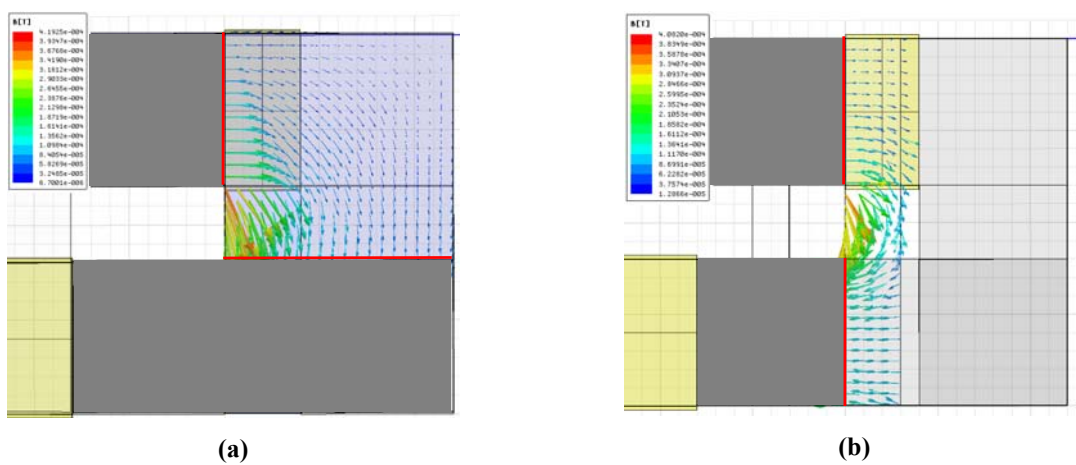 B[T]
4.1925e-004
3.9347e-004
3.6768e-004
3.4190e-004
3.1612e-004
2.9033e-004
2.6455e-004
2.3876e-004
2.1298e-004
1.8719e-004
1.6141e-004
1.3562e-004
1.0984e-004
8.4054e-005
5.8269e-005
3.2485e-005
6.7001e-006
(a)
B[T]
4.0820e-004
3.8349e-004
3.5878e-004
3.3407e-004
3.0937e-004
2.8466e-004
2.5995e-004
2.3524e-004
2.1053e-004
1.8582e-004
1.6112e-004
1.3641e-004
1.1170e-004
8.6991e-005
6.2282e-005
3.7574e-005
1.2866e-005
(b)